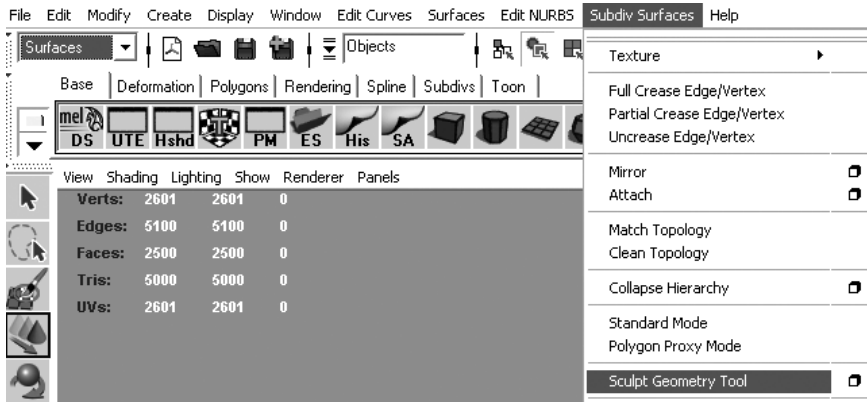 File Edit Modify Create Display Window Edit Curves Surfaces Edit NURBS Subdiv Surfaces Help
Surfaces Objects
Base Deformation Polygons Rendering Spline Subdivs Toon
mel
DS UTE Hshd PM ES His SA
View Shading Lighting Show Renderer Panels
Verts: 2601 2601 0
Edges: 5100 5100 0
Faces: 2500 2500 0
Tris: 5000 5000 0
UVs: 2601 2601 0
Texture
Full Crease Edge/Vertex
Partial Crease Edge/Vertex
Uncrease Edge/Vertex
Mirror
Attach
Match Topology
Clean Topology
Collapse Hierarchy
Standard Mode
Polygon Proxy Mode
Sculpt Geometry Tool